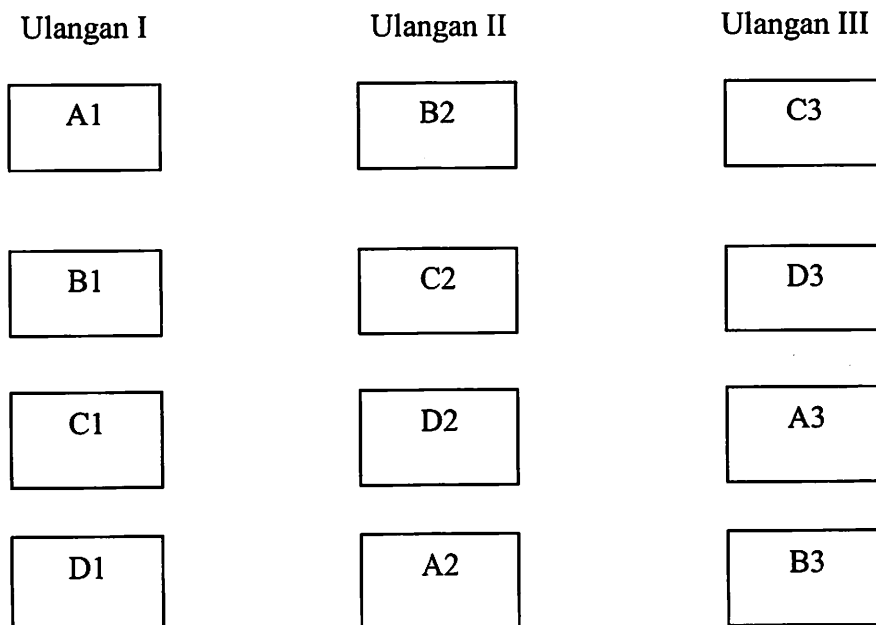 Ulangan I Ulangan II Ulangan III
A1 B2 C3
B1 C2 D3
C1 D2 A3
D1 A2 B3